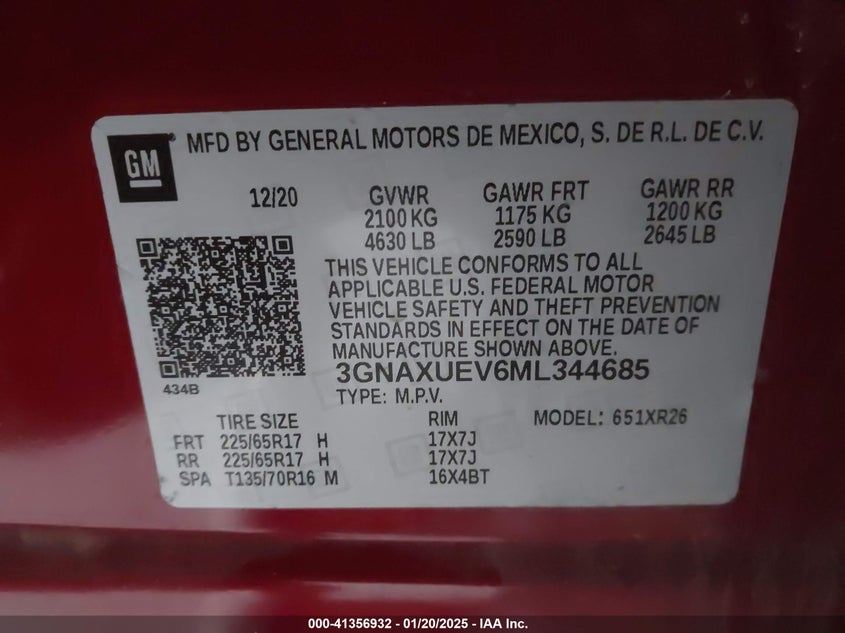 GM
MFD BY GENERAL MOTORS DE MEXICO, S. DE R.L. DE C.V.
12/20 GVWR GAWR FRT GAWR RR
2100 KG 1175 KG 1200 KG
4630 LB 2590 LB 2645 LB
THIS VEHICLE CONFORMS TO ALL
APPLICABLE U.S. FEDERAL MOTOR
VEHICLE SAFETY AND THEFT PREVENTION
STANDARDS IN EFFECT ON THE DATE OF
MANUFACTURE SHOWN ABOVE.
434B
3GNAXUEV6ML344685
TYPE: M.P.V.
TIRE SIZE RIM MODEL: 651XR26
FRT 225/65R17 H 17X7J
RR 225/65R17 H 17X7J
SPA T135/70R16 M 16X4BT
000-41356932 - 01/20/2025 - IAA Inc.